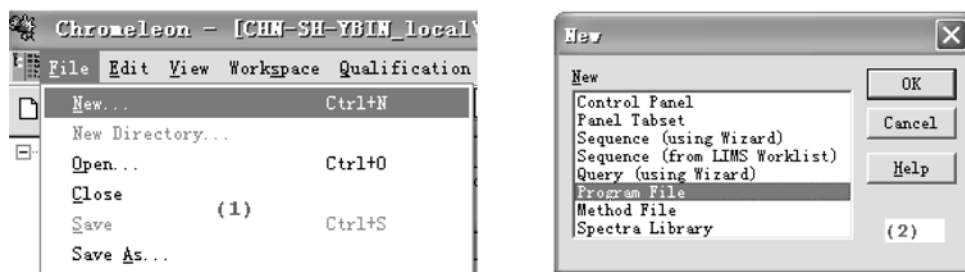 Chromeleon - [CHN-SH-YBIN_local\
File Edit View Workspace Qualification
New... Ctrl+N
New Directory...
Open... Ctrl+O
Close
(1)
Save Ctrl+S
Save As...
New
New
Control Panel
Panel Tabset
Sequence (using Wizard)
Sequence (from LIMS Worklist)
Query (using Wizard)
Program File
Method File
Spectra Library
OK
Cancel
Help
(2)